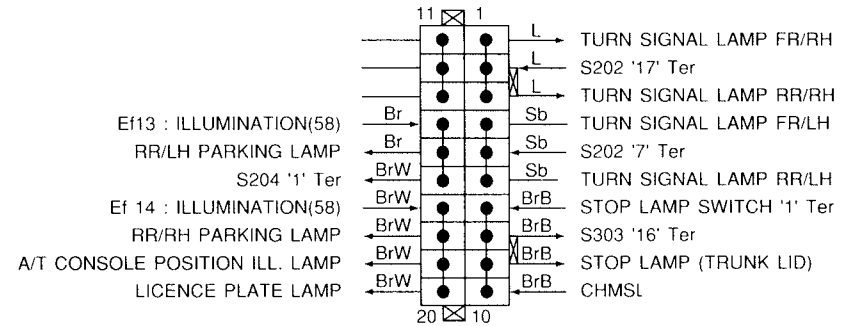 11 1
L TURN SIGNAL LAMP FR/RH
L S202 '17' Ter
L TURN SIGNAL LAMP RR/RH
Ef13 : ILLUMINATION(58) Br Sb TURN SIGNAL LAMP FR/LH
RR/LH PARKING LAMP Br S202 '7' Ter
S204 '1' Ter BrW Sb TURN SIGNAL LAMP RR/LH
Ef 14 : ILLUMINATION(58) BrW BrB STOP LAMP SWITCH '1' Ter
RR/RH PARKING LAMP BrW BrB S303 '16' Ter
A/T CONSOLE POSITION ILL. LAMP BrW BrB STOP LAMP (TRUNK LID)
LICENCE PLATE LAMP BrW BrB CHMSL
20 10